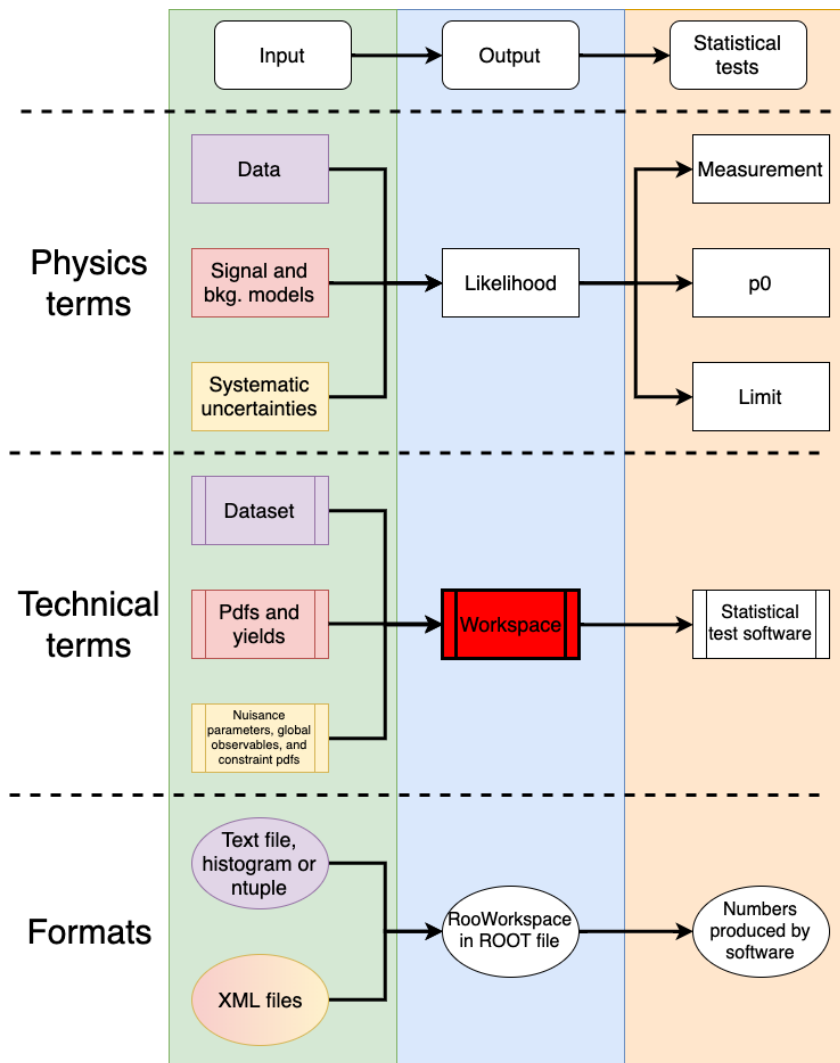 Input
Output
Statistical
tests
Physics
terms
Data
Signal and
bkg. models
Systematic
uncertainties
Likelihood
Measurement
p0
Limit
Technical
terms
Dataset
Pdfs and
yields
Nuisance
parameters, global
observables, and
constraint pdfs
Workspace
Statistical
test software
Formats
Text file,
histogram or
ntuple
XML files
RooWorkspace
in ROOT file
Numbers
produced by
software